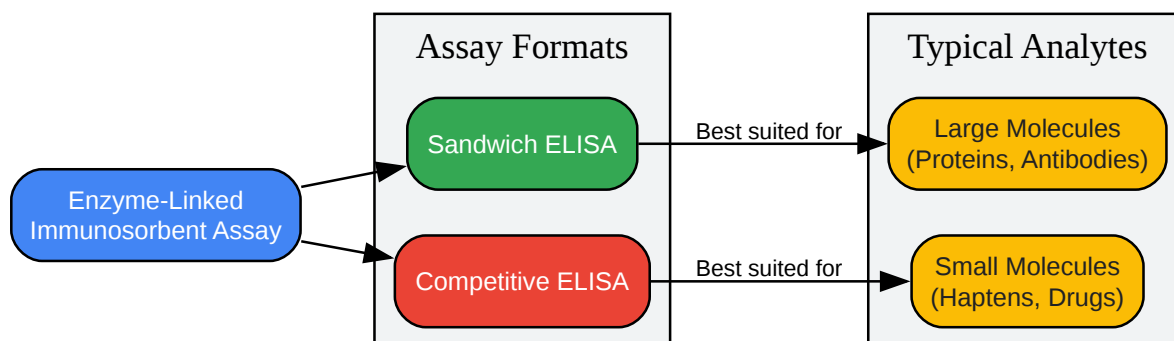 Assay Formats
Typical Analytes
Sandwich ELISA
Best suited for
Large Molecules
(Proteins, Antibodies)
Enzyme-Linked
Immunosorbent Assay
Competitive ELISA
Best suited for
Small Molecules
(Haptens, Drugs)